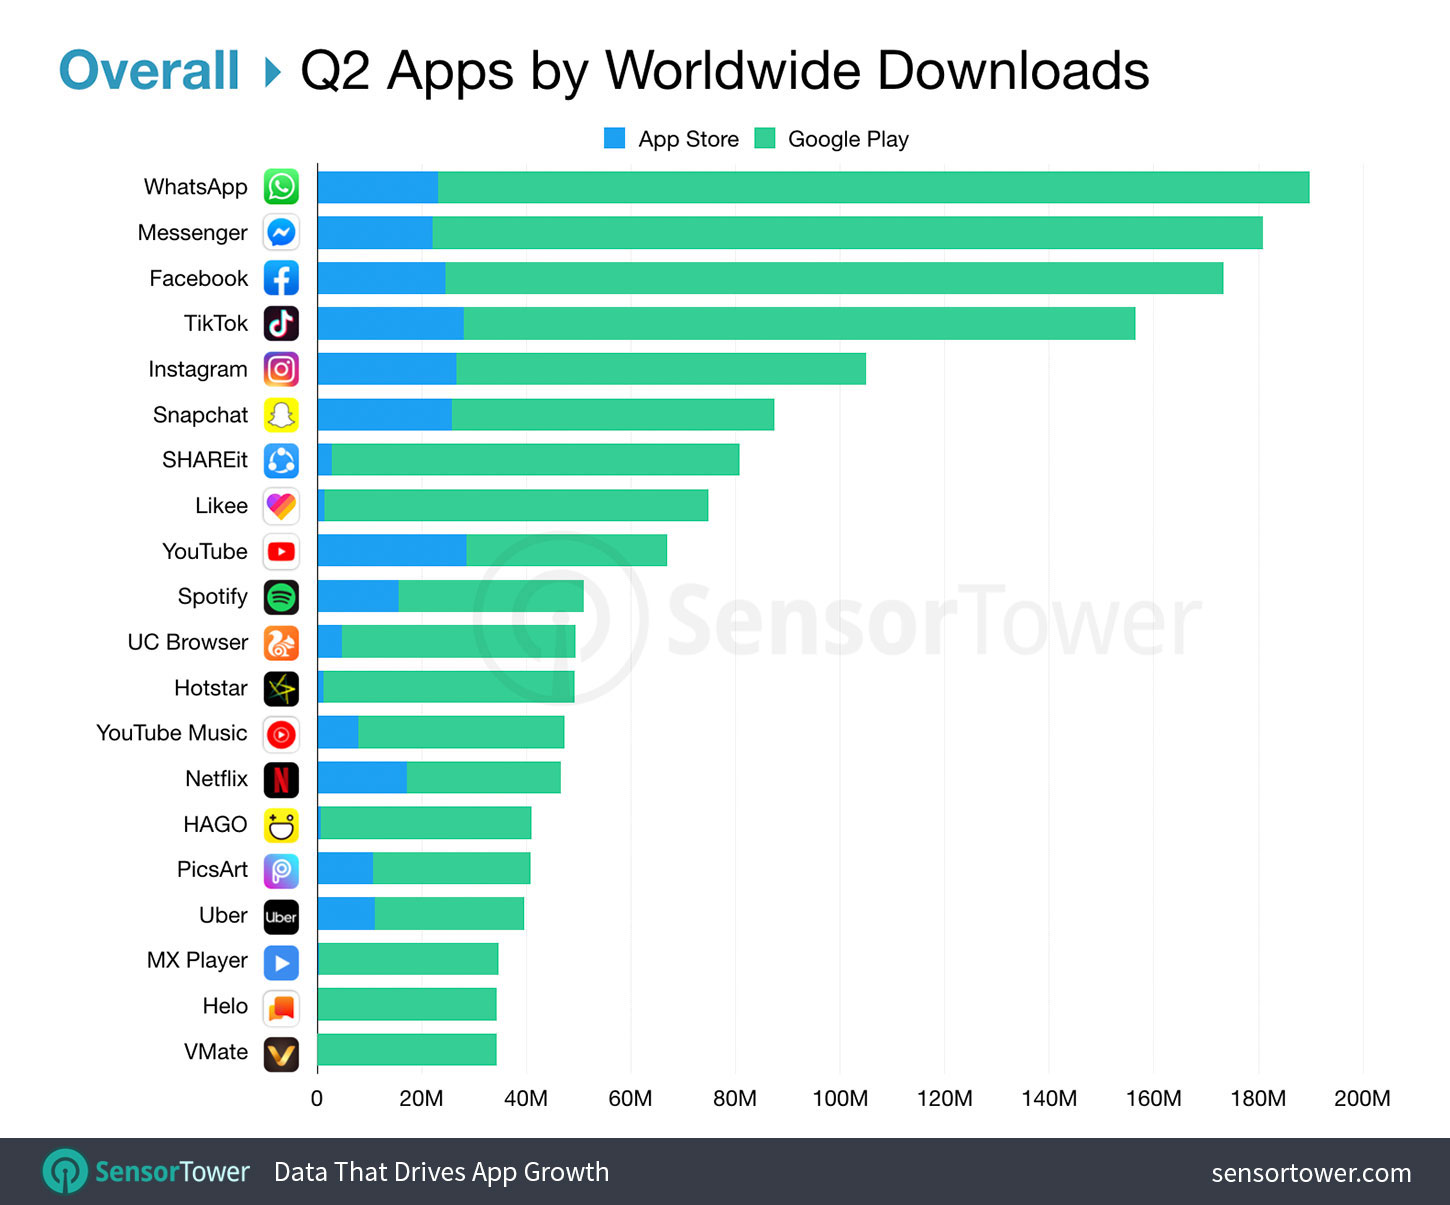 Overall Q2 Apps by Worldwide Downloads
App Store Google Play
WhatsApp
Messenger
Facebook
TikTok
Instagram
Snapchat
SHAREit
Likee
YouTube
Spotify
SensorTower
UC Browser
Hotstar
YouTube Music
Netflix
HAGO
PicsArt
Uber Uber
MX Player
Helo
VMate
0 20M 40M 60M 80M 100M 120M 140M 160M 180M 200M
SensorTower Data That Drives App Growth sensortower.com